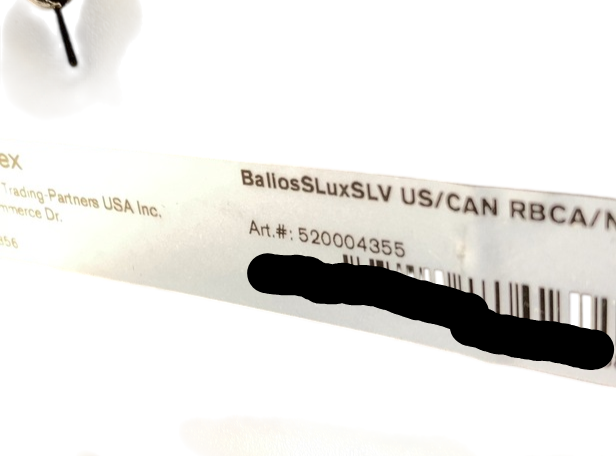 ex
Trading-Partners USA Inc.
mmerce Dr.
356
BaliosSLuxSLV US/CAN RBCA/N
Art.#: 520004355